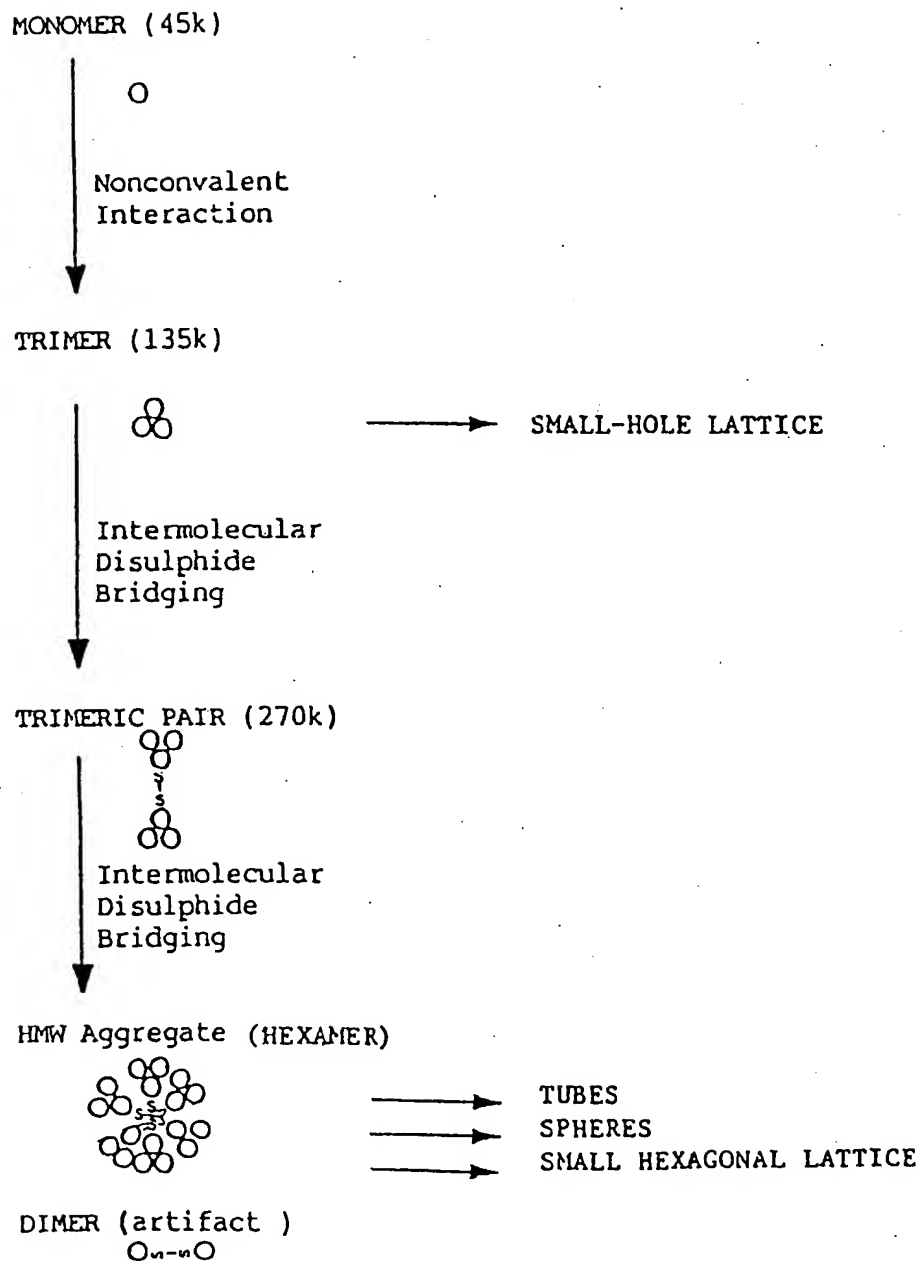 MONOMER (45k)
Nonconvalent
Interaction
TRIMER (135k)
SMALL-HOLE LATTICE
Intermolecular
Disulphide
Bridging
TRIMERIC PAIR (270k)
S
S
Intermolecular
Disulphide
Bridging
HMW Aggregate (HEXAMER)
TUBES
SPHERES
SMALL HEXAGONAL LATTICE
DIMER (artifact )
s-s